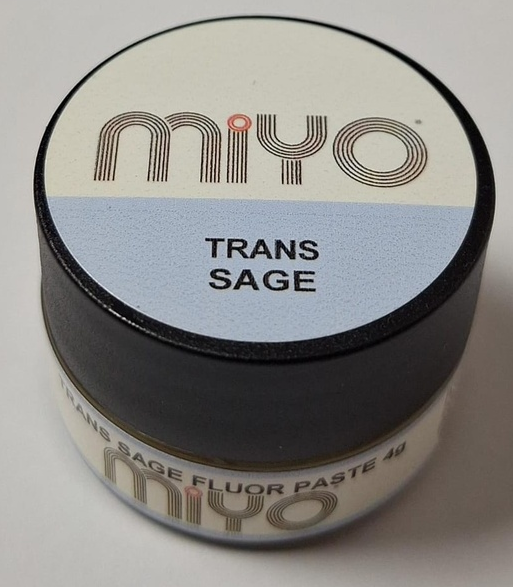 miYO
TRANS
SAGE
TRANS SAGE FLUOR PASTE 4g
miYO